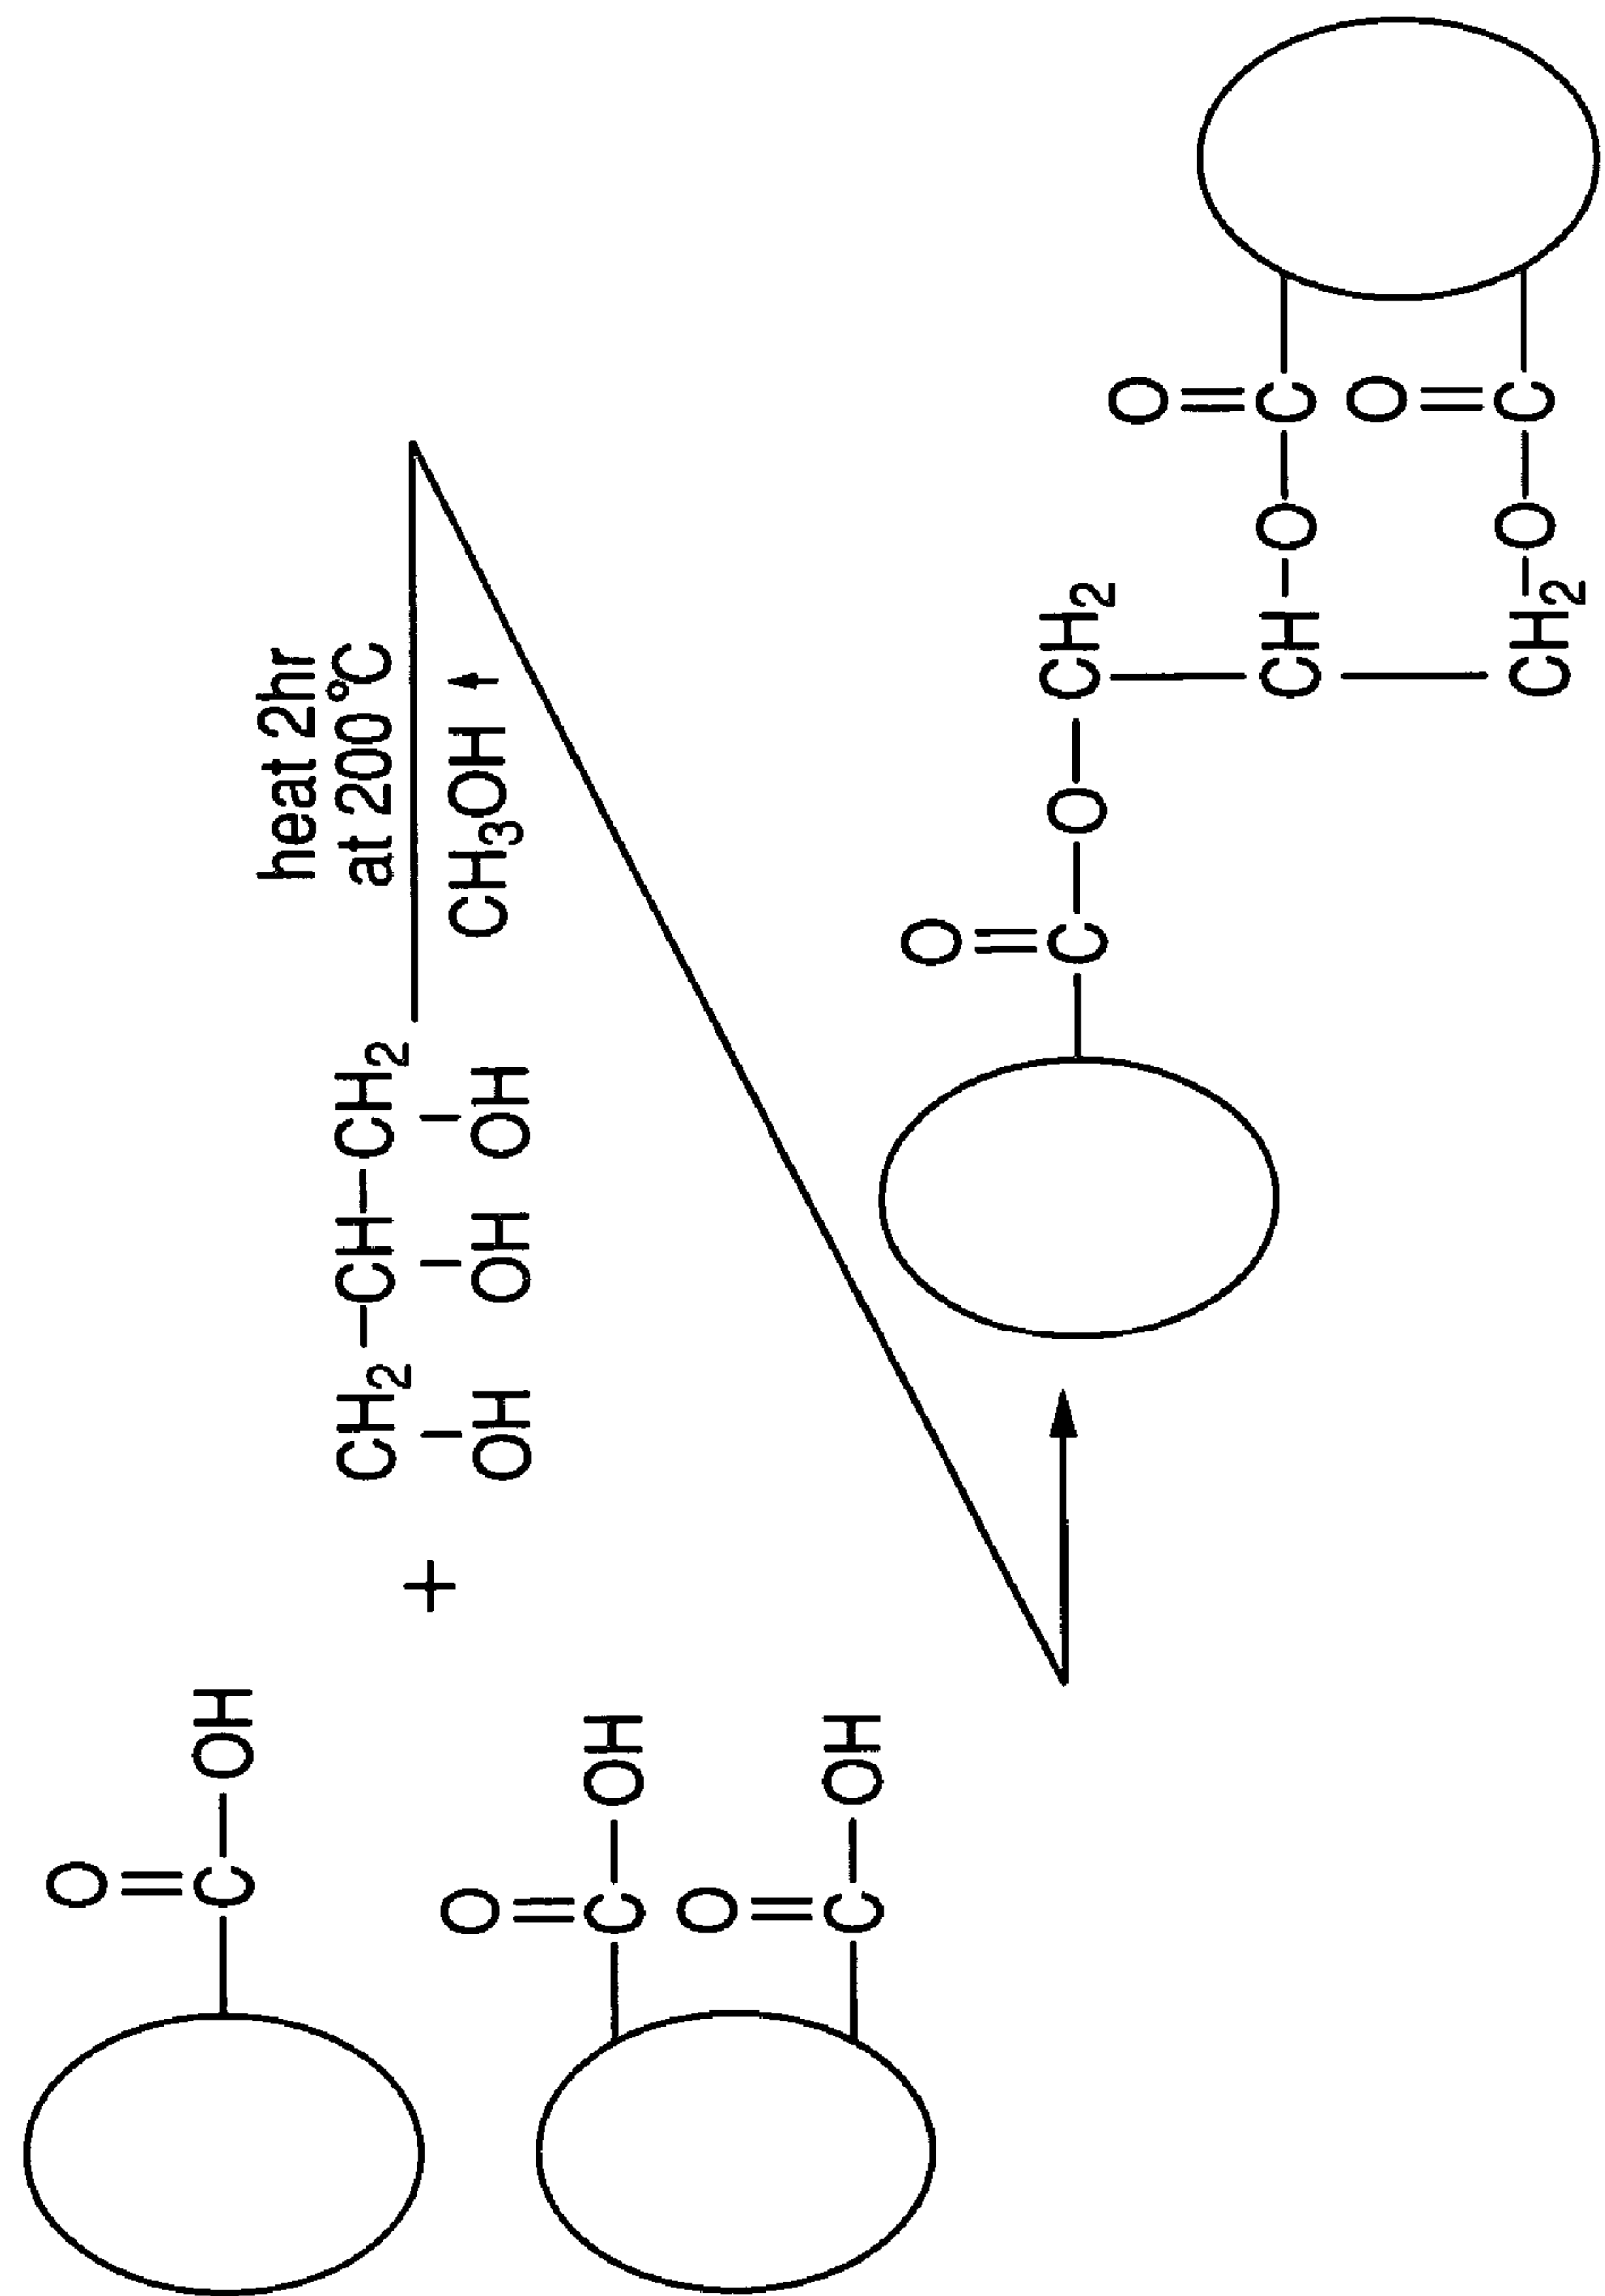 O
C—OH
heat 2hr
at 200°C
CH₂—CH—CH₂
+
OH OH OH
CH₃OH ↑
O
C—OH
O
C—OH
O
C—O—CH₂
O
CH—O—C
O
CH₂—O—C